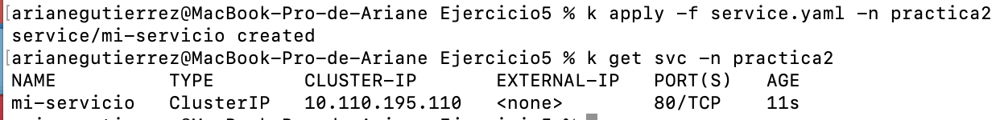 [arianegutierrez@MacBook-Pro-de-Ariane Ejercicio5 % k apply -f service.yaml -n practica2
service/mi-servicio created
[arianegutierrez@MacBook-Pro-de-Ariane Ejercicio5 % k get svc -n practica2
NAME TYPE CLUSTER-IP EXTERNAL-IP PORT(S) AGE
mi-servicio ClusterIP 10.110.195.110 <none> 80/TCP 11s